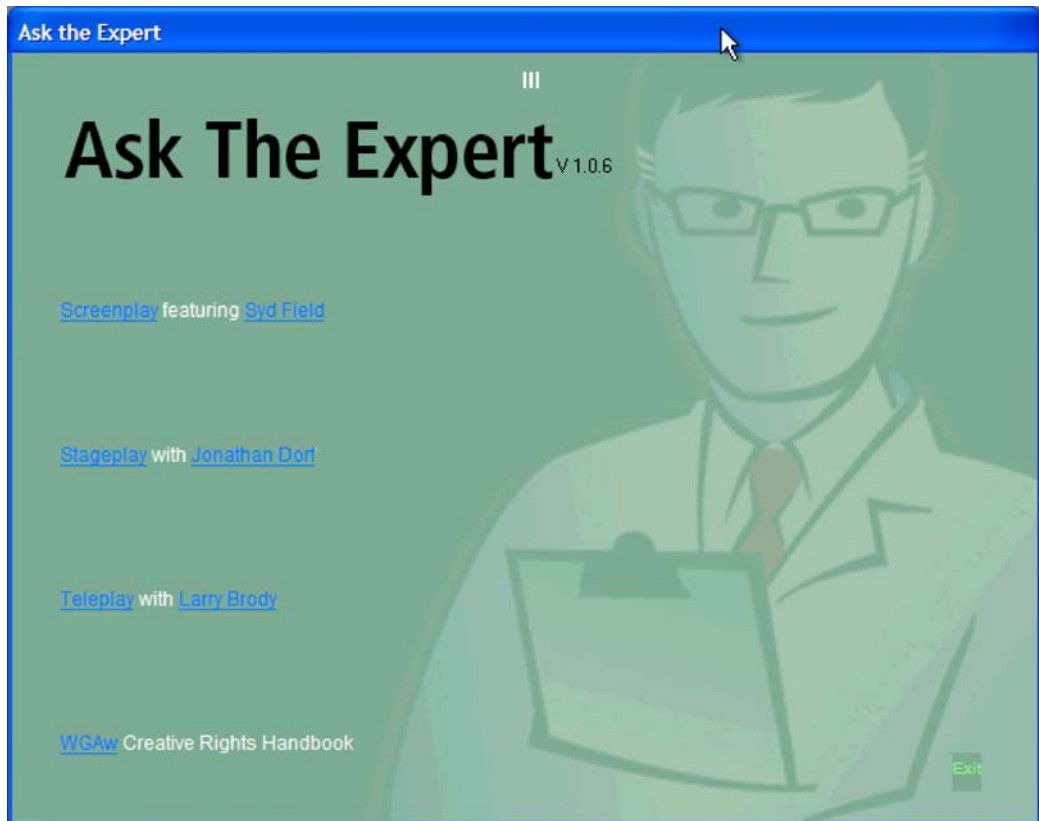 Ask the Expert
III
Ask The Expert V 1.0.6
Screenplay featuring Syd Field
Stageplay with Jonathan Dorf
Teleplay with Larry Brody
WGAw Creative Rights Handbook
Exit